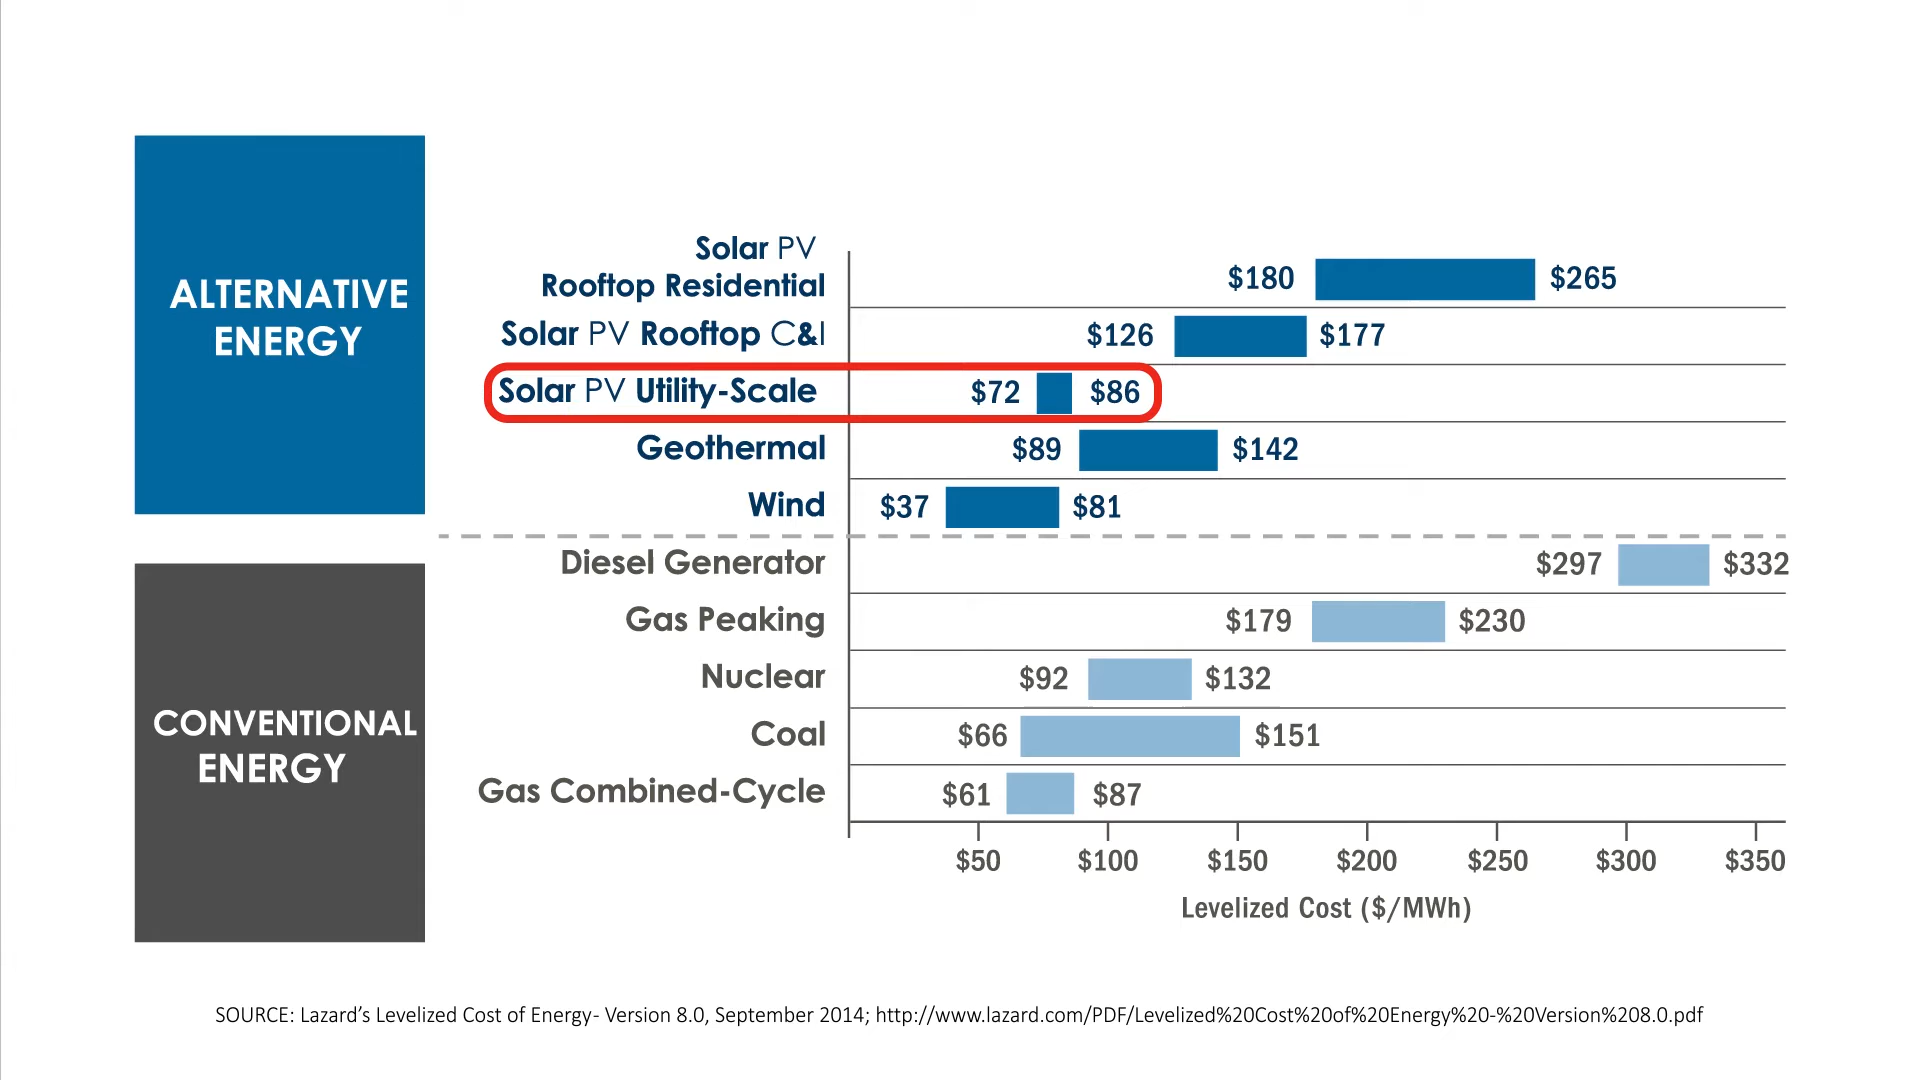 ALTERNATIVE
ENERGY
Solar PV
Rooftop Residential
$180 $265
Solar PV Rooftop C&I $126 $177
Solar PV Utility-Scale $72 $86
Geothermal $89 $142
Wind $37 $81
CONVENTIONAL
ENERGY
Diesel Generator $297 $332
Gas Peaking $179 $230
Nuclear $92 $132
Coal $66 $151
Gas Combined-Cycle $61 $87
$50 $100 $150 $200 $250 $300 $350
Levelized Cost ($/MWh)
SOURCE: Lazard’s Levelized Cost of Energy- Version 8.0, September 2014; http://www.lazard.com/PDF/Levelized%20Cost%20of%20Energy%20-%20Version%208.0.pdf